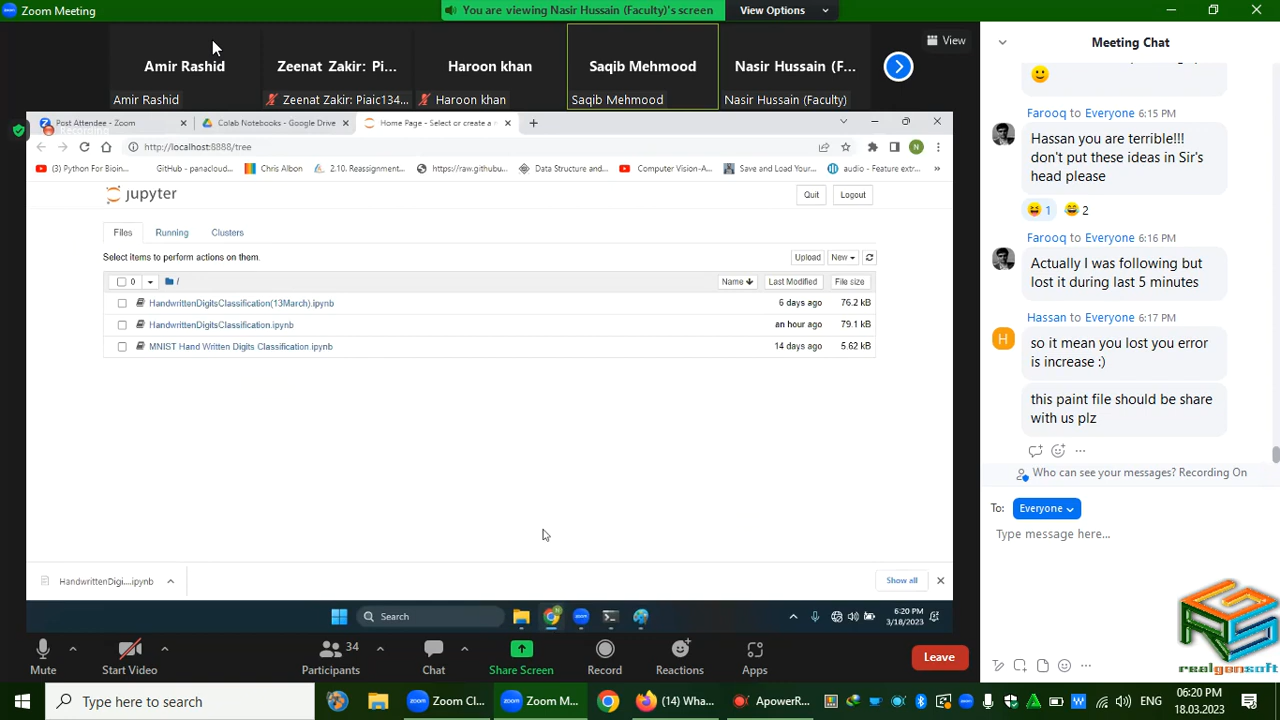 Zoom Meeting
You are viewing Nasir Hussain (Faculty)'s screen
View Options
Amir Rashid
Zeenat Zakir: Pi...
Haroon khan
Saqib Mehmood
Nasir Hussain (F...
View
Amir Rashid
Zeenat Zakir: Piaic134...
Haroon khan
Saqib Mehmood
Nasir Hussain (Faculty)
Recording
Post Attendee - Zoom
Colab Notebooks - Google Drive
Home Page - Select or create a
http://localhost:8888/tree
(3) Python For Bioin...
GitHub - panacloud...
Chris Albon
2.10. Reassignment...
https://raw.githubu...
Data Structure and...
Computer Vision-A...
Save and Load Your...
audio - Feature extr...
»
jupyter
Quit
Logout
Files
Running
Clusters
Select items to perform actions on them.
Upload
New
0
/
Name
Last Modified
File size
HandwrittenDigitsClassification(13March).ipynb
6 days ago
76.2 kB
HandwrittenDigitsClassification.ipynb
an hour ago
79.1 kB
MNIST Hand Written Digits Classification.ipynb
14 days ago
5.62 kB
HandwrittenDigi....ipynb
Show all
Search
6:20 PM
3/18/2023
Mute
Start Video
34
Participants
Chat
Share Screen
Record
Reactions
Apps
Leave
Meeting Chat
Farooq to Everyone 6:15 PM
Hassan you are terrible!!!
don't put these ideas in Sir's
head please
1
2
Farooq to Everyone 6:16 PM
Actually I was following but
lost it during last 5 minutes
Hassan to Everyone 6:17 PM
H
so it mean you lost you error
is increase :)
this paint file should be share
with us plz
Who can see your messages? Recording On
To:
Everyone
Type message here...
realgensoft
Type here to search
Zoom Cl...
Zoom M...
(14) Wha...
ApowerR...
ENG
06:20 PM
18.03.2023